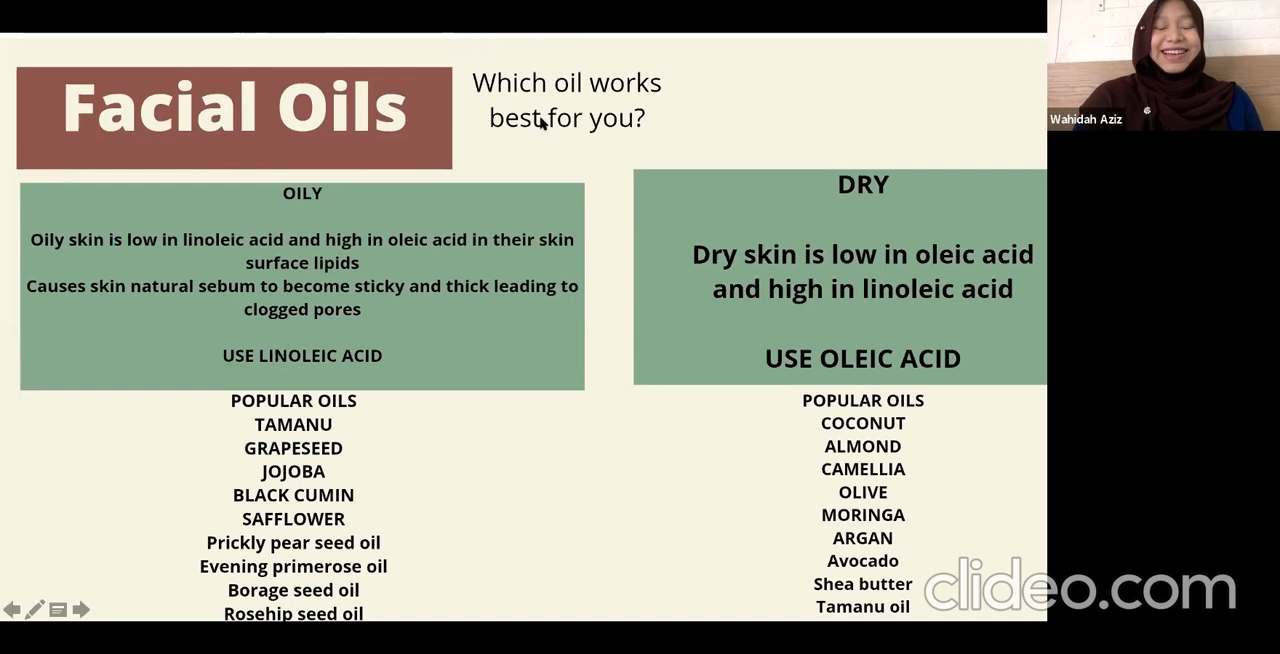 Facial Oils
Which oil works
best for you?
OILY
Oily skin is low in linoleic acid and high in oleic acid in their skin
surface lipids
Causes skin natural sebum to become sticky and thick leading to
clogged pores
USE LINOLEIC ACID
POPULAR OILS
TAMANU
GRAPESEED
JOJOBA
BLACK CUMIN
SAFFLOWER
Prickly pear seed oil
Evening primerose oil
Borage seed oil
Rosehip seed oil
DRY
Dry skin is low in oleic acid
and high in linoleic acid
USE OLEIC ACID
POPULAR OILS
COCONUT
ALMOND
CAMELLIA
OLIVE
MORINGA
ARGAN
Avocado
Shea butter
Tamanu oil
Wahidah Aziz
clideo.com